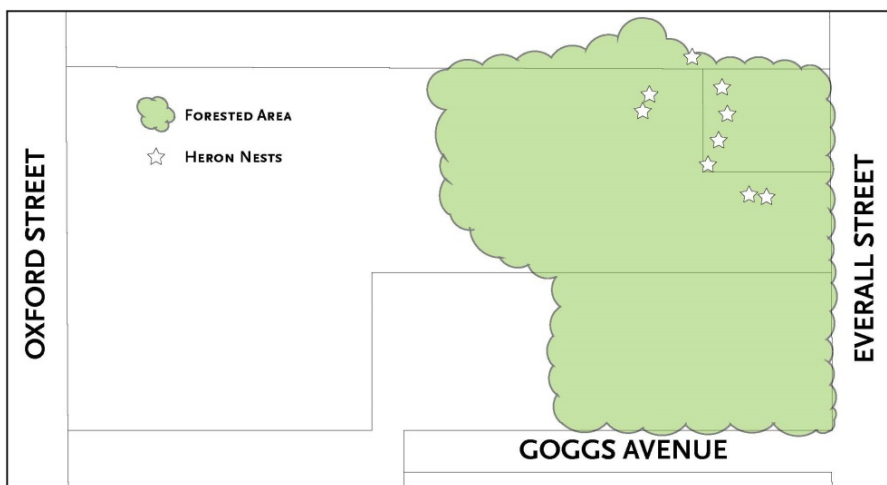 Forested Area
Heron Nests
OXFORD STREET
EVERALL STREET
GOGGS AVENUE